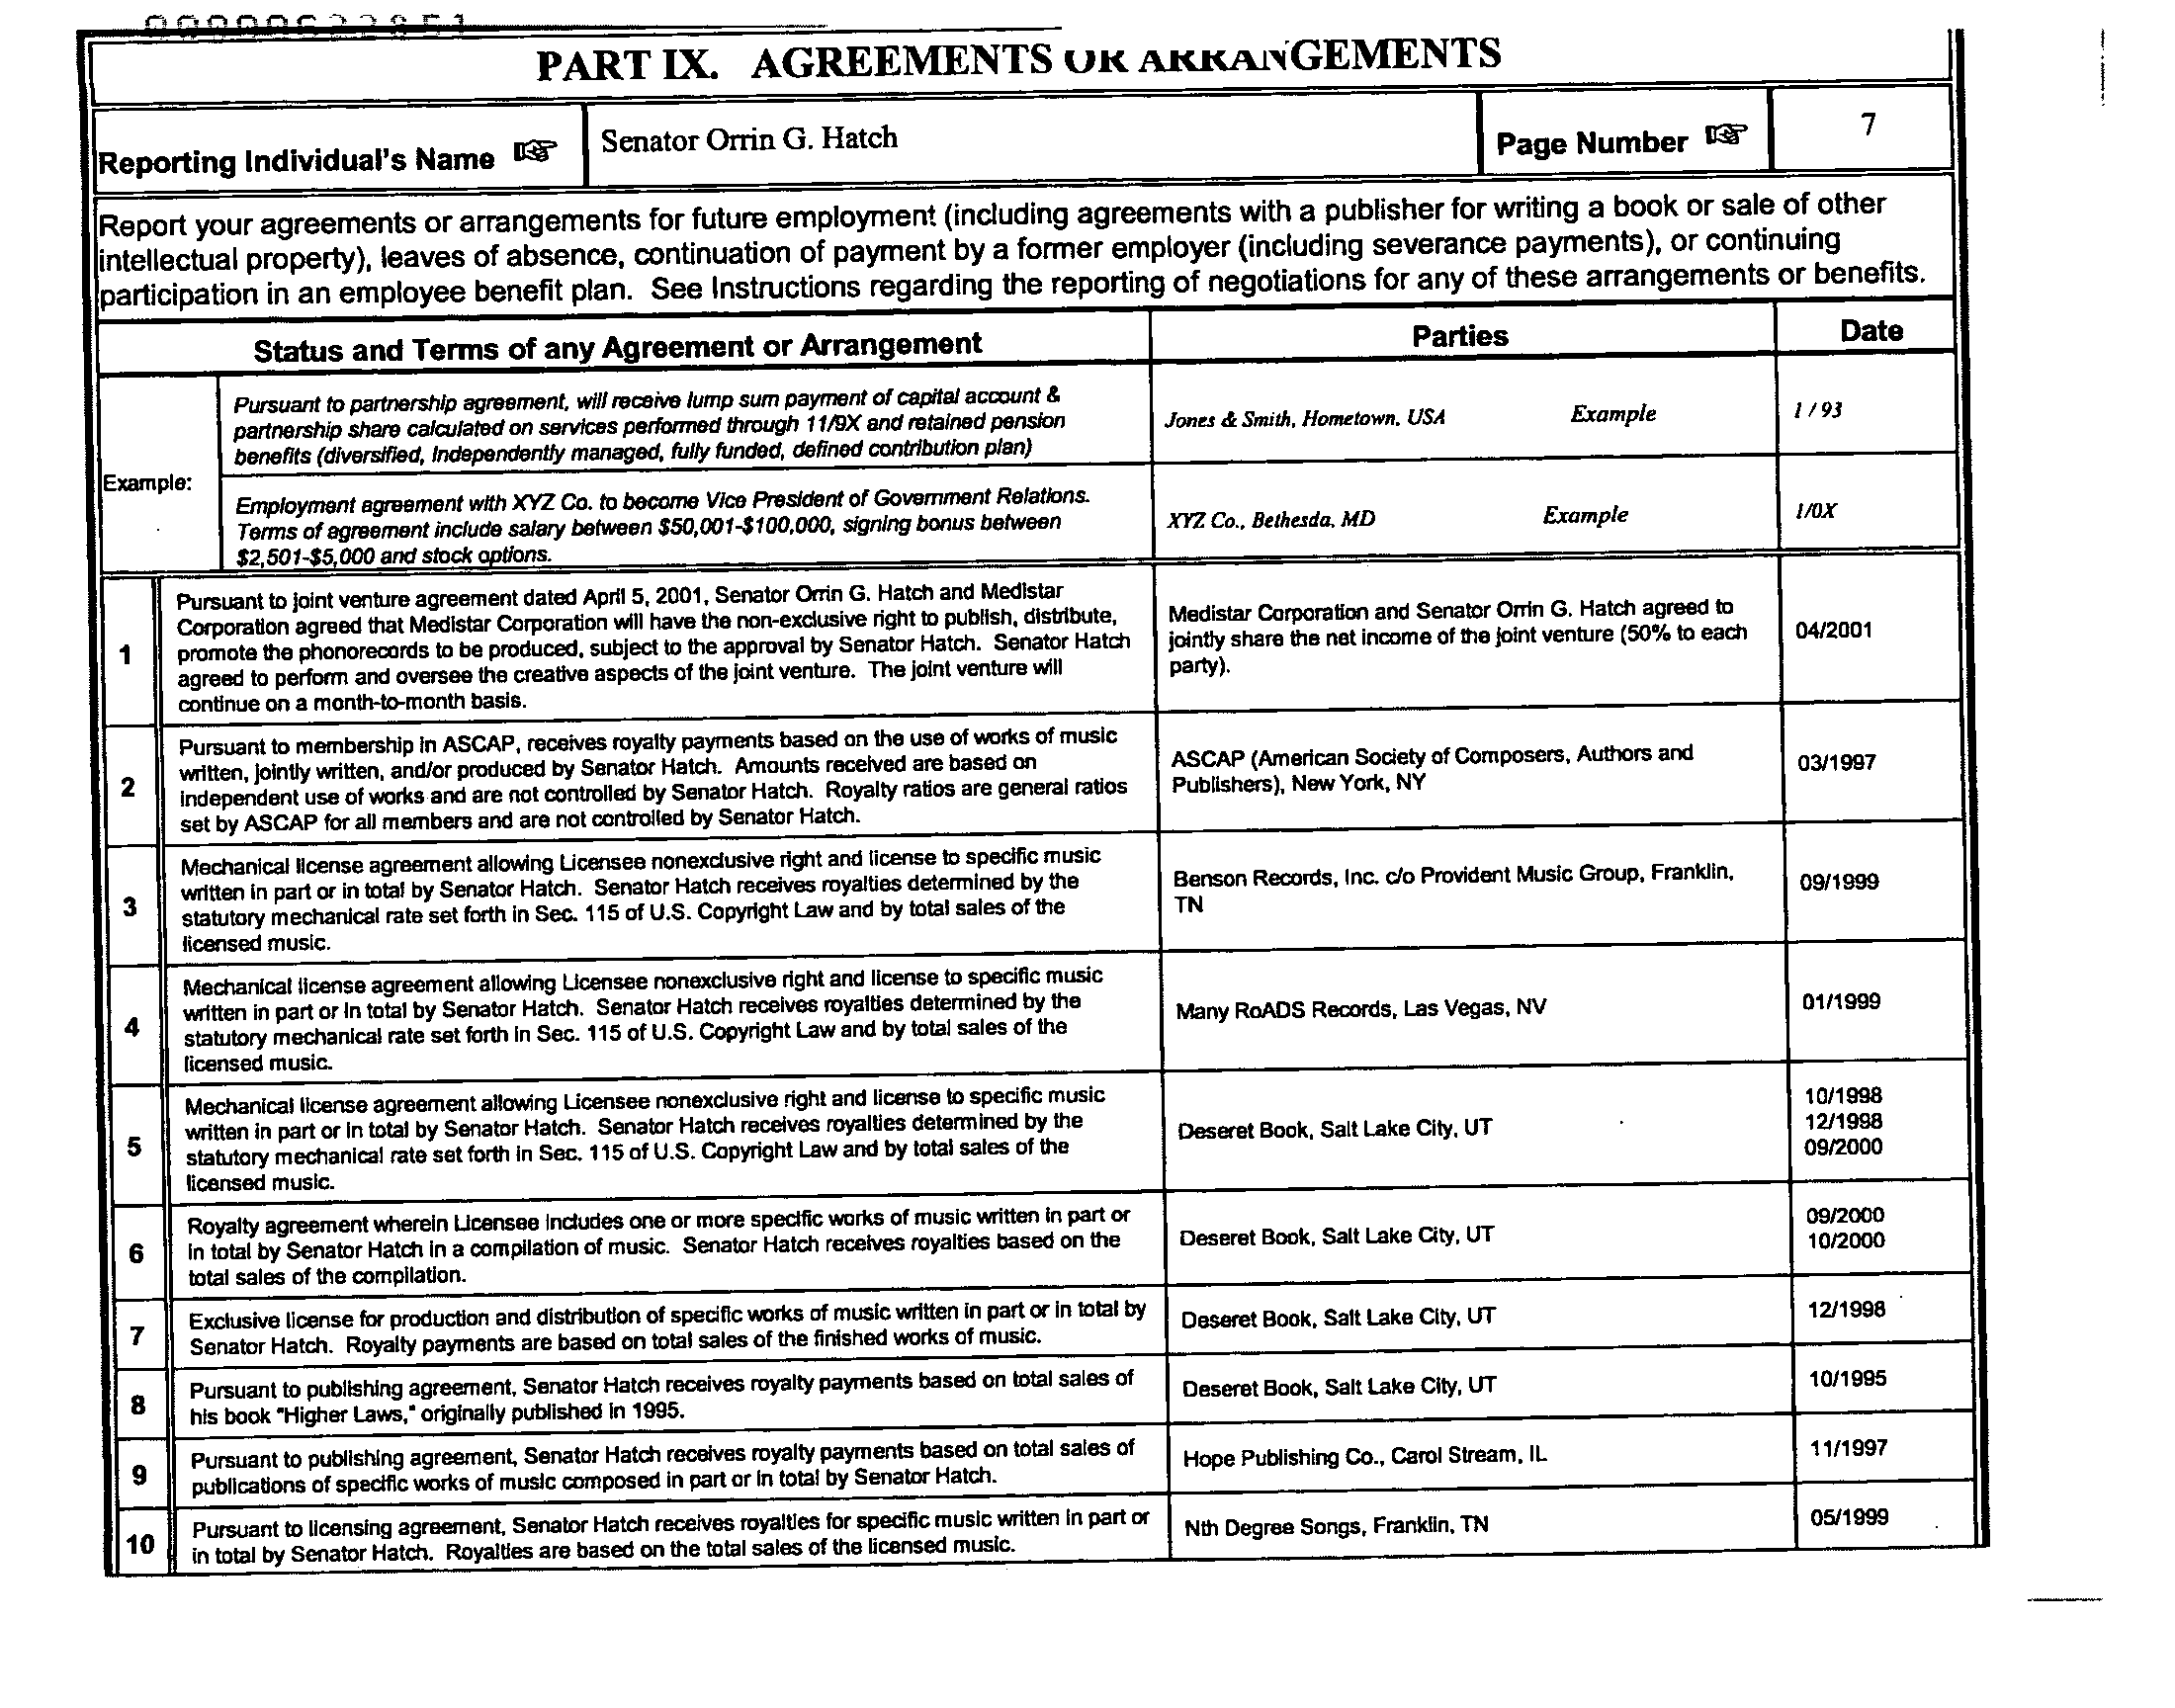 PART IX. AGREEMENTS OR ARRANGEMENTS
Reporting Individual's Name
Senator Orrin G. Hatch
Page Number
7
Report your agreements or arrangements for future employment (including agreements with a publisher for writing a book or sale of other
intellectual property), leaves of absence, continuation of payment by a former employer (including severance payments), or continuing
participation in an employee benefit plan. See Instructions regarding the reporting of negotiations for any of these arrangements or benefits.
Status and Terms of any Agreement or Arrangement
Parties
Date
Example:
Pursuant to partnership agreement, will receive lump sum payment of capital account &
partnership share calculated on services performed through 11/9X and retained pension
benefits (diversified, Independently managed, fully funded, defined contribution plan)
Jones & Smith, Hometown, USA Example
1 / 93
Employment agreement with XYZ Co. to become Vice President of Government Relations.
Terms of agreement include salary between $50,001-$100,000, signing bonus between
$2,501-$5,000 and stock options.
XYZ Co., Bethesda, MD Example
1/0X
1
Pursuant to joint venture agreement dated April 5, 2001, Senator Orrin G. Hatch and Medistar
Corporation agreed that Medistar Corporation will have the non-exclusive right to publish, distribute,
promote the phonorecords to be produced, subject to the approval by Senator Hatch. Senator Hatch
agreed to perform and oversee the creative aspects of the joint venture. The joint venture will
continue on a month-to-month basis.
Medistar Corporation and Senator Orrin G. Hatch agreed to
jointly share the net income of the joint venture (50% to each
party).
04/2001
2
Pursuant to membership in ASCAP, receives royalty payments based on the use of works of music
written, jointly written, and/or produced by Senator Hatch. Amounts received are based on
independent use of works and are not controlled by Senator Hatch. Royalty ratios are general ratios
set by ASCAP for all members and are not controlled by Senator Hatch.
ASCAP (American Society of Composers, Authors and
Publishers), New York, NY
03/1997
3
Mechanical license agreement allowing Licensee nonexclusive right and license to specific music
written in part or in total by Senator Hatch. Senator Hatch receives royalties determined by the
statutory mechanical rate set forth in Sec. 115 of U.S. Copyright Law and by total sales of the
licensed music.
Benson Records, Inc. c/o Provident Music Group, Franklin,
TN
09/1999
4
Mechanical license agreement allowing Licensee nonexclusive right and license to specific music
written in part or in total by Senator Hatch. Senator Hatch receives royalties determined by the
statutory mechanical rate set forth in Sec. 115 of U.S. Copyright Law and by total sales of the
licensed music.
Many RoADS Records, Las Vegas, NV
01/1999
5
Mechanical license agreement allowing Licensee nonexclusive right and license to specific music
written in part or in total by Senator Hatch. Senator Hatch receives royalties determined by the
statutory mechanical rate set forth in Sec. 115 of U.S. Copyright Law and by total sales of the
licensed music.
Deseret Book, Salt Lake City, UT
10/1998
12/1998
09/2000
6
Royalty agreement wherein Licensee includes one or more specific works of music written in part or
in total by Senator Hatch in a compilation of music. Senator Hatch receives royalties based on the
total sales of the compilation.
Deseret Book, Salt Lake City, UT
09/2000
10/2000
7
Exclusive license for production and distribution of specific works of music written in part or in total by
Senator Hatch. Royalty payments are based on total sales of the finished works of music.
Deseret Book, Salt Lake City, UT
12/1998
8
Pursuant to publishing agreement, Senator Hatch receives royalty payments based on total sales of
his book "Higher Laws," originally published in 1995.
Deseret Book, Salt Lake City, UT
10/1995
9
Pursuant to publishing agreement, Senator Hatch receives royalty payments based on total sales of
publications of specific works of music composed in part or in total by Senator Hatch.
Hope Publishing Co., Carol Stream, IL
11/1997
10
Pursuant to licensing agreement, Senator Hatch receives royalties for specific music written in part or
in total by Senator Hatch. Royalties are based on the total sales of the licensed music.
Nth Degree Songs, Franklin, TN
05/1999